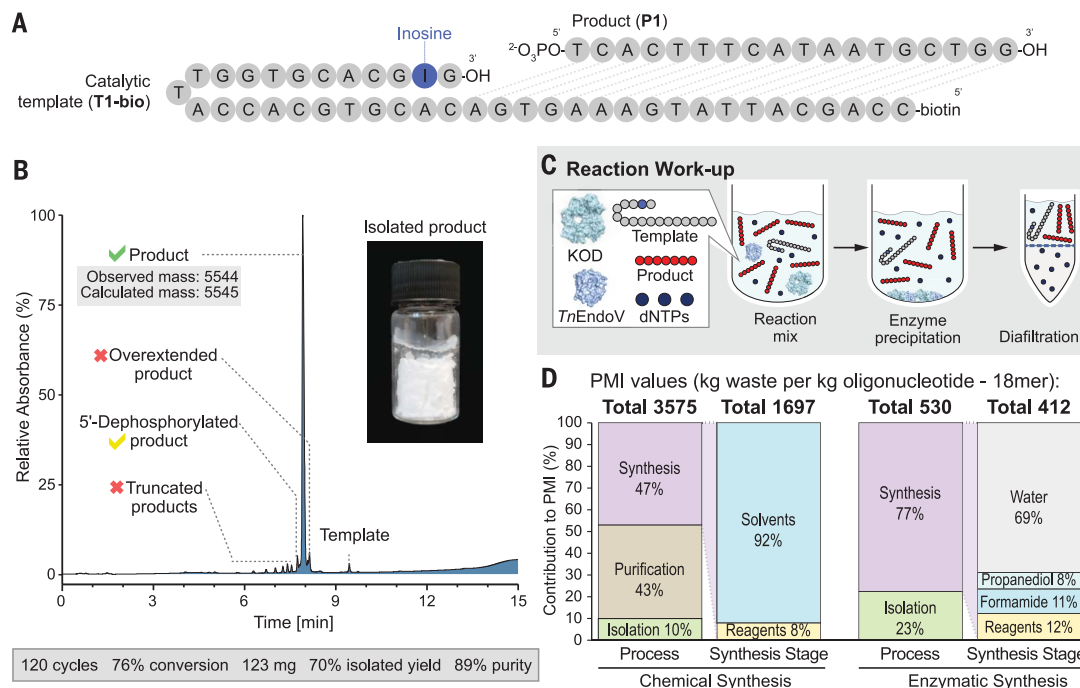 A
Inosine
Product (P1)
5'
2-O3PO-TCACTTTCATAATGCTGG-OH
3'
Catalytic
template (T1-bio)
TGGTGCACGIG-OH
3'
T
ACCACGTGCACAGTGAAAGTATTACGACC-biotin
5'
B
100
75
50
25
0
Relative Absorbance (%)
Product
Observed mass: 5544
Calculated mass: 5545
Overextended
product
5'-Dephosphorylated
product
Truncated
products
Template
Isolated product
0
3
6
9
12
15
Time [min]
120 cycles 76% conversion 123 mg 70% isolated yield 89% purity
C Reaction Work-up
KOD
Template
Product
TnEndoV
dNTPs
Reaction
mix
Enzyme
precipitation
Diafiltration
D PMI values (kg waste per kg oligonucleotide - 18mer):
Total 3575 Total 1697 Total 530 Total 412
Contribution to PMI (%)
100
90
80
70
60
50
40
30
20
10
0
Synthesis
47%
Purification
43%
Isolation 10%
Solvents
92%
Reagents 8%
Synthesis
77%
Isolation
23%
Water
69%
Propanediol 8%
Formamide 11%
Reagents 12%
Process Synthesis Stage Process Synthesis Stage
Chemical Synthesis Enzymatic Synthesis